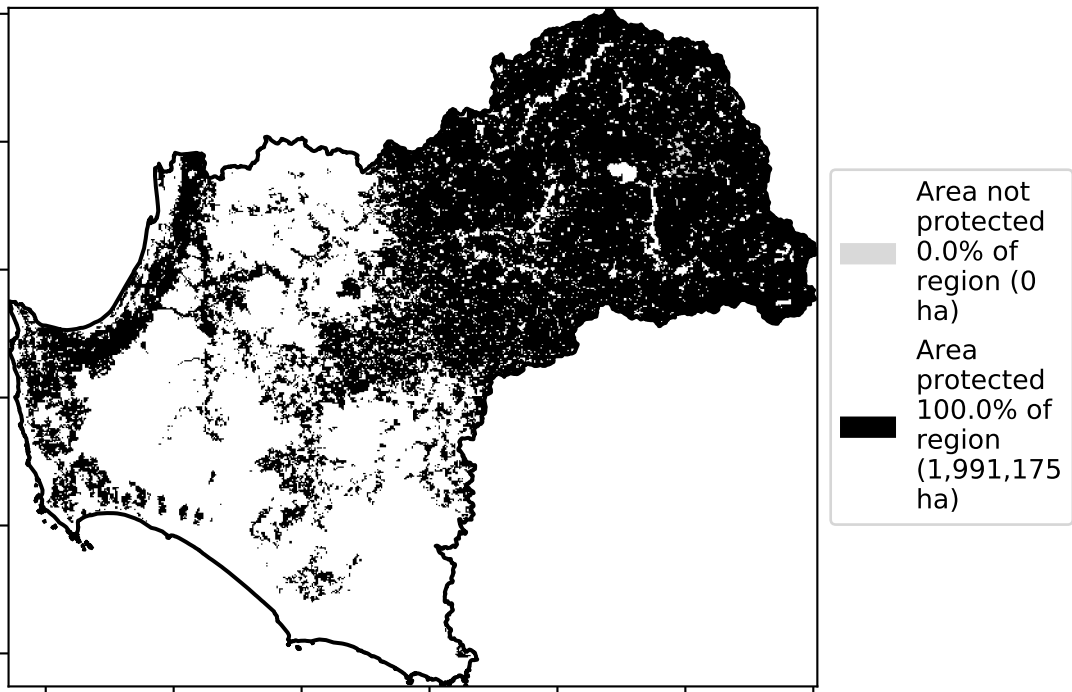 Area not
protected
0.0% of
region (0
ha)
Area
protected
100.0% of
region
(1,991,175
ha)